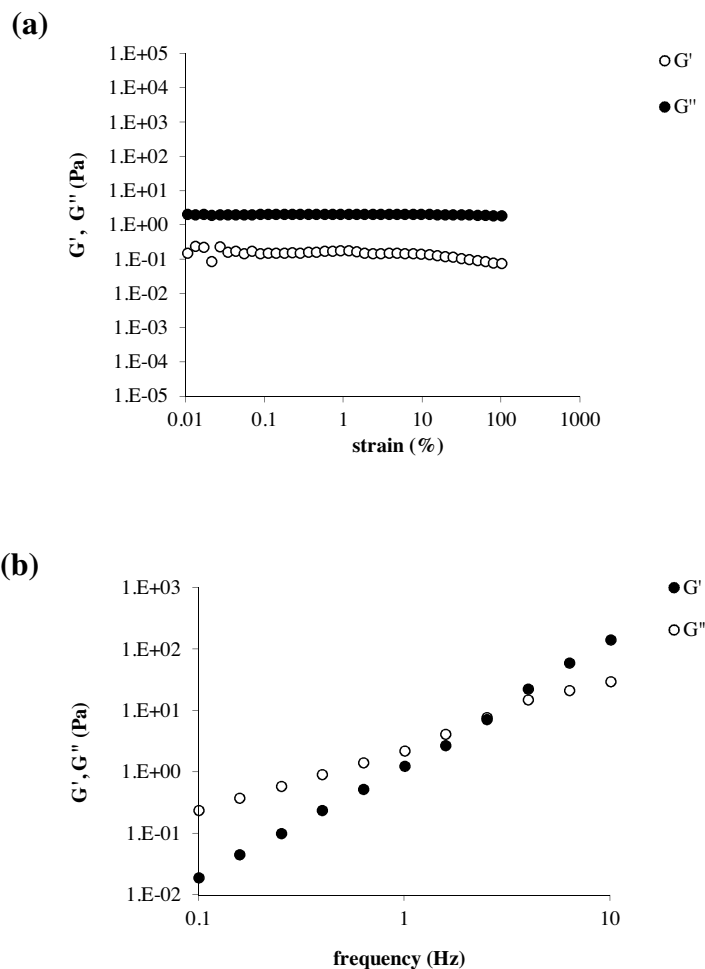 (a)
1.E+05
1.E+04
1.E+03
1.E+02
1.E+01
1.E+00
1.E-01
1.E-02
1.E-03
1.E-04
1.E-05
0.01 0.1 1 10 100 1000
strain (%)
G', G'' (Pa)
G'
G''
(b)
1.E+03
1.E+02
1.E+01
1.E+00
1.E-01
1.E-02
0.1 1 10
frequency (Hz)
G', G" (Pa)
G'
G"